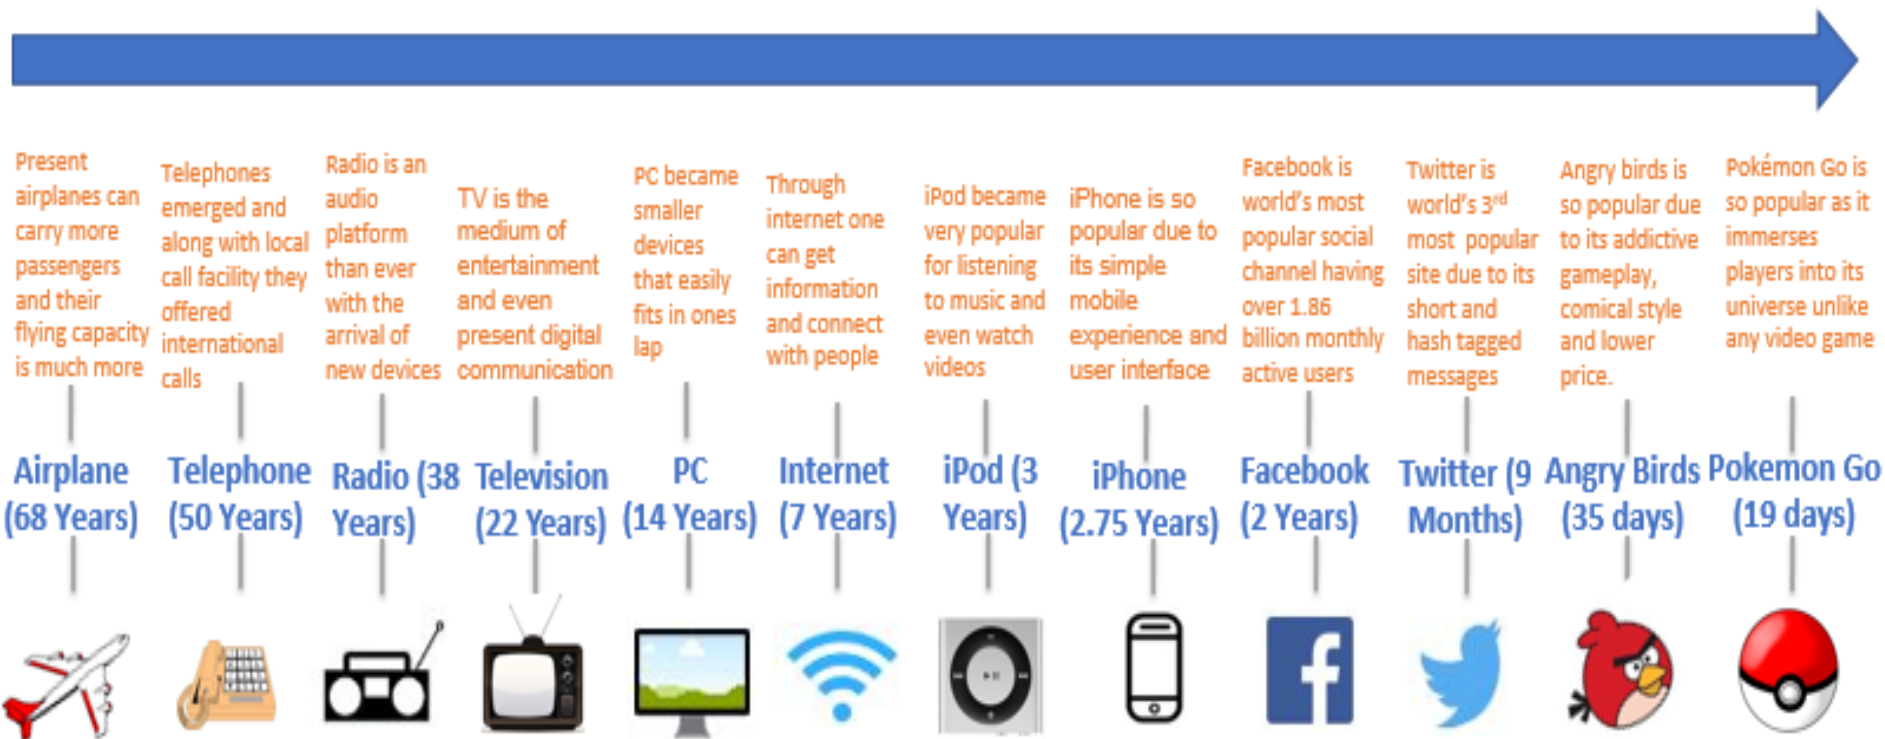 Present
airplanes can
carry more
passengers
and their
flying capacity
is much more
Telephones
emerged and
along with local
call facility they
offered
international
calls
Radio is an
audio
platform
than ever
with the
arrival of
new devices
TV is the
medium of
entertainment
and even
present digital
communication
PC became
smaller
devices
that easily
fits in ones
lap
Through
internet one
can get
information
and connect
with people
iPod became
very popular
for listening
to music and
even watch
videos
iPhone is so
popular due to
its simple
mobile
experience and
user interface
Facebook is
world's most
popular social
channel having
over 1.86
billion monthly
active users
Twitter is
world's 3rd
most popular
site due to its
short and
hash tagged
messages
Angry birds is
so popular due
to its addictive
gameplay,
comical style
and lower
price.
Pokémon Go is
so popular as it
immerses
players into its
universe unlike
any video game
Airplane
(68 Years)
Telephone
(50 Years)
Radio (38
Years)
Television
(22 Years)
PC
(14 Years)
Internet
(7 Years)
iPod (3
Years)
iPhone
(2.75 Years)
Facebook
(2 Years)
Twitter (9
Months)
Angry Birds
(35 days)
Pokemon Go
(19 days)